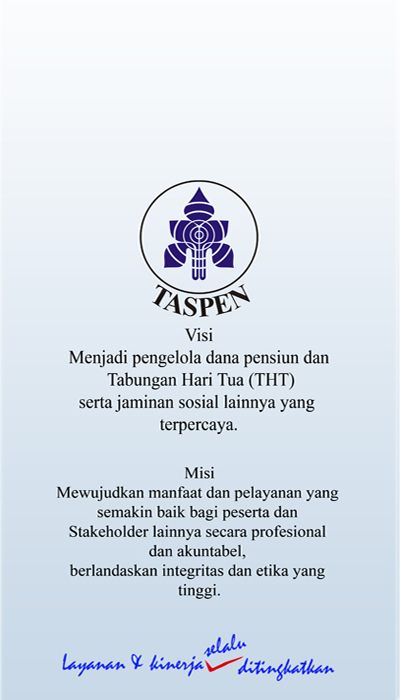 TASPEN
Visi
Menjadi pengelola dana pensiun dan
Tabungan Hari Tua (THT)
serta jaminan sosial lainnya yang
terpercaya.
Misi
Mewujudkan manfaat dan pelayanan yang
semakin baik bagi peserta dan
Stakeholder lainnya secara profesional
dan akuntabel,
berlandaskan integritas dan etika yang
tinggi.
Layanan & kinerja selalu ditingkatkan